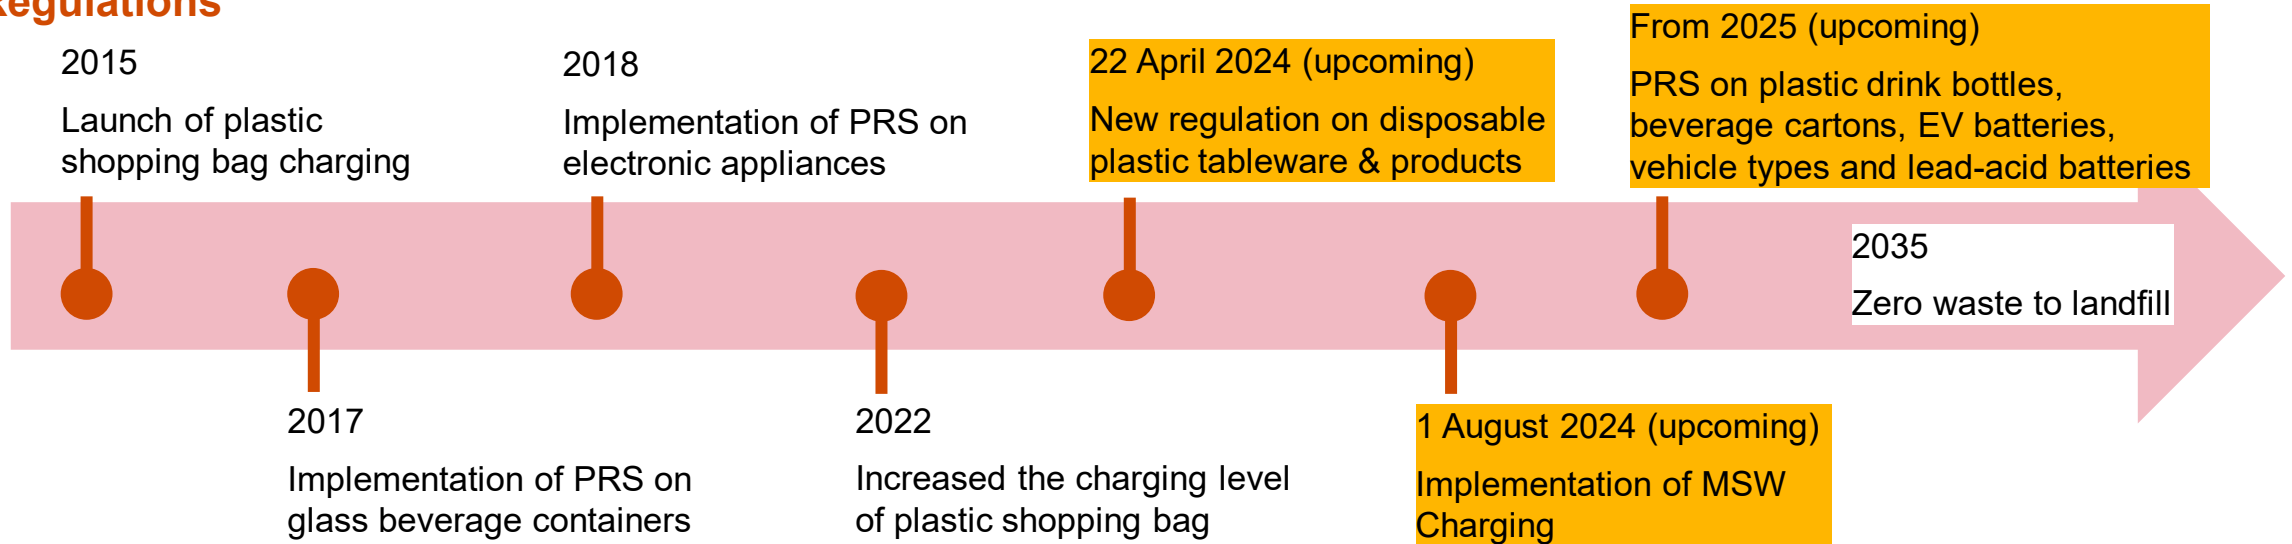 Regulations
2015
Launch of plastic
shopping bag charging
2017
Implementation of PRS on
glass beverage containers
2018
Implementation of PRS on
electronic appliances
2022
Increased the charging level
of plastic shopping bag
22 April 2024 (upcoming)
New regulation on disposable
plastic tableware & products
1 August 2024 (upcoming)
Implementation of MSW
Charging
From 2025 (upcoming)
PRS on plastic drink bottles,
beverage cartons, EV batteries,
vehicle types and lead-acid batteries
2035
Zero waste to landfill